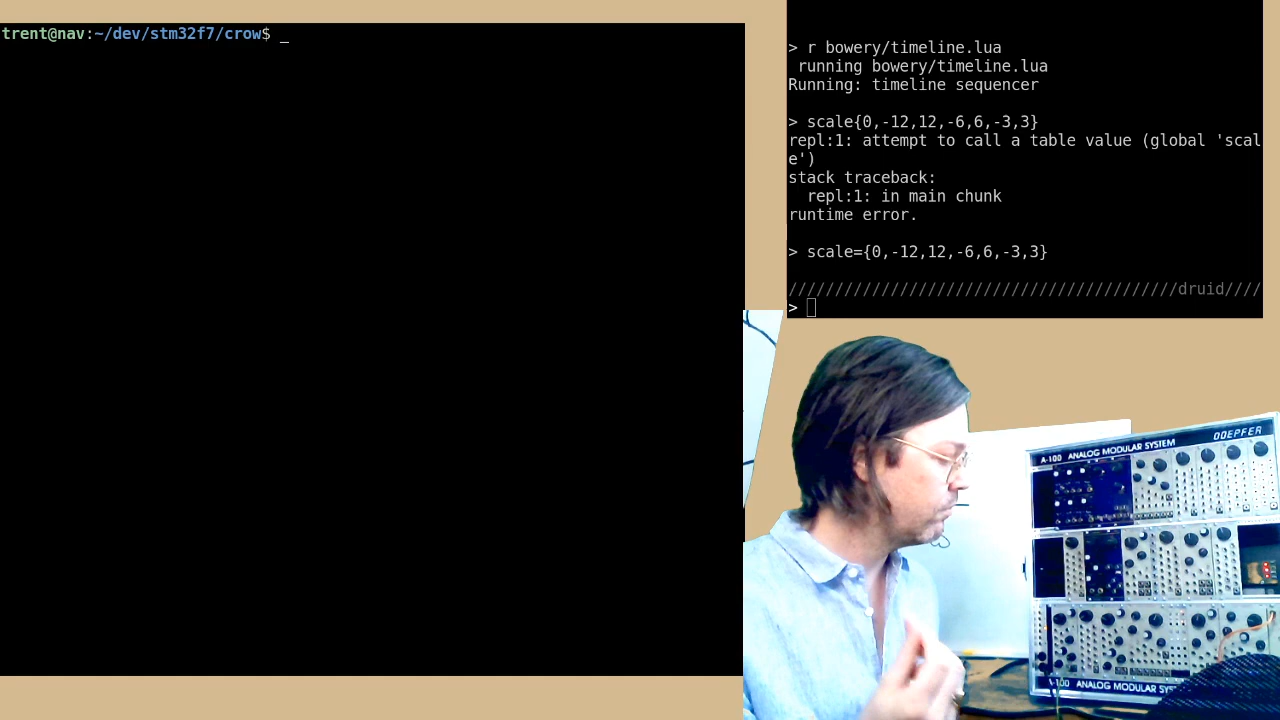 trent@nav:~/dev/stm32f7/crow$ _
> r bowery/timeline.lua
 running bowery/timeline.lua
Running: timeline sequencer
> scale{0,-12,12,-6,6,-3,3}
repl:1: attempt to call a table value (global 'scal
e')
stack traceback:
  repl:1: in main chunk
runtime error.
> scale={0,-12,12,-6,6,-3,3}
//////////////////////////////////////////druid////
>
A-100 ANALOG MODULAR SYSTEM DOEPFER
A-100 ANALOG MODULAR SYS